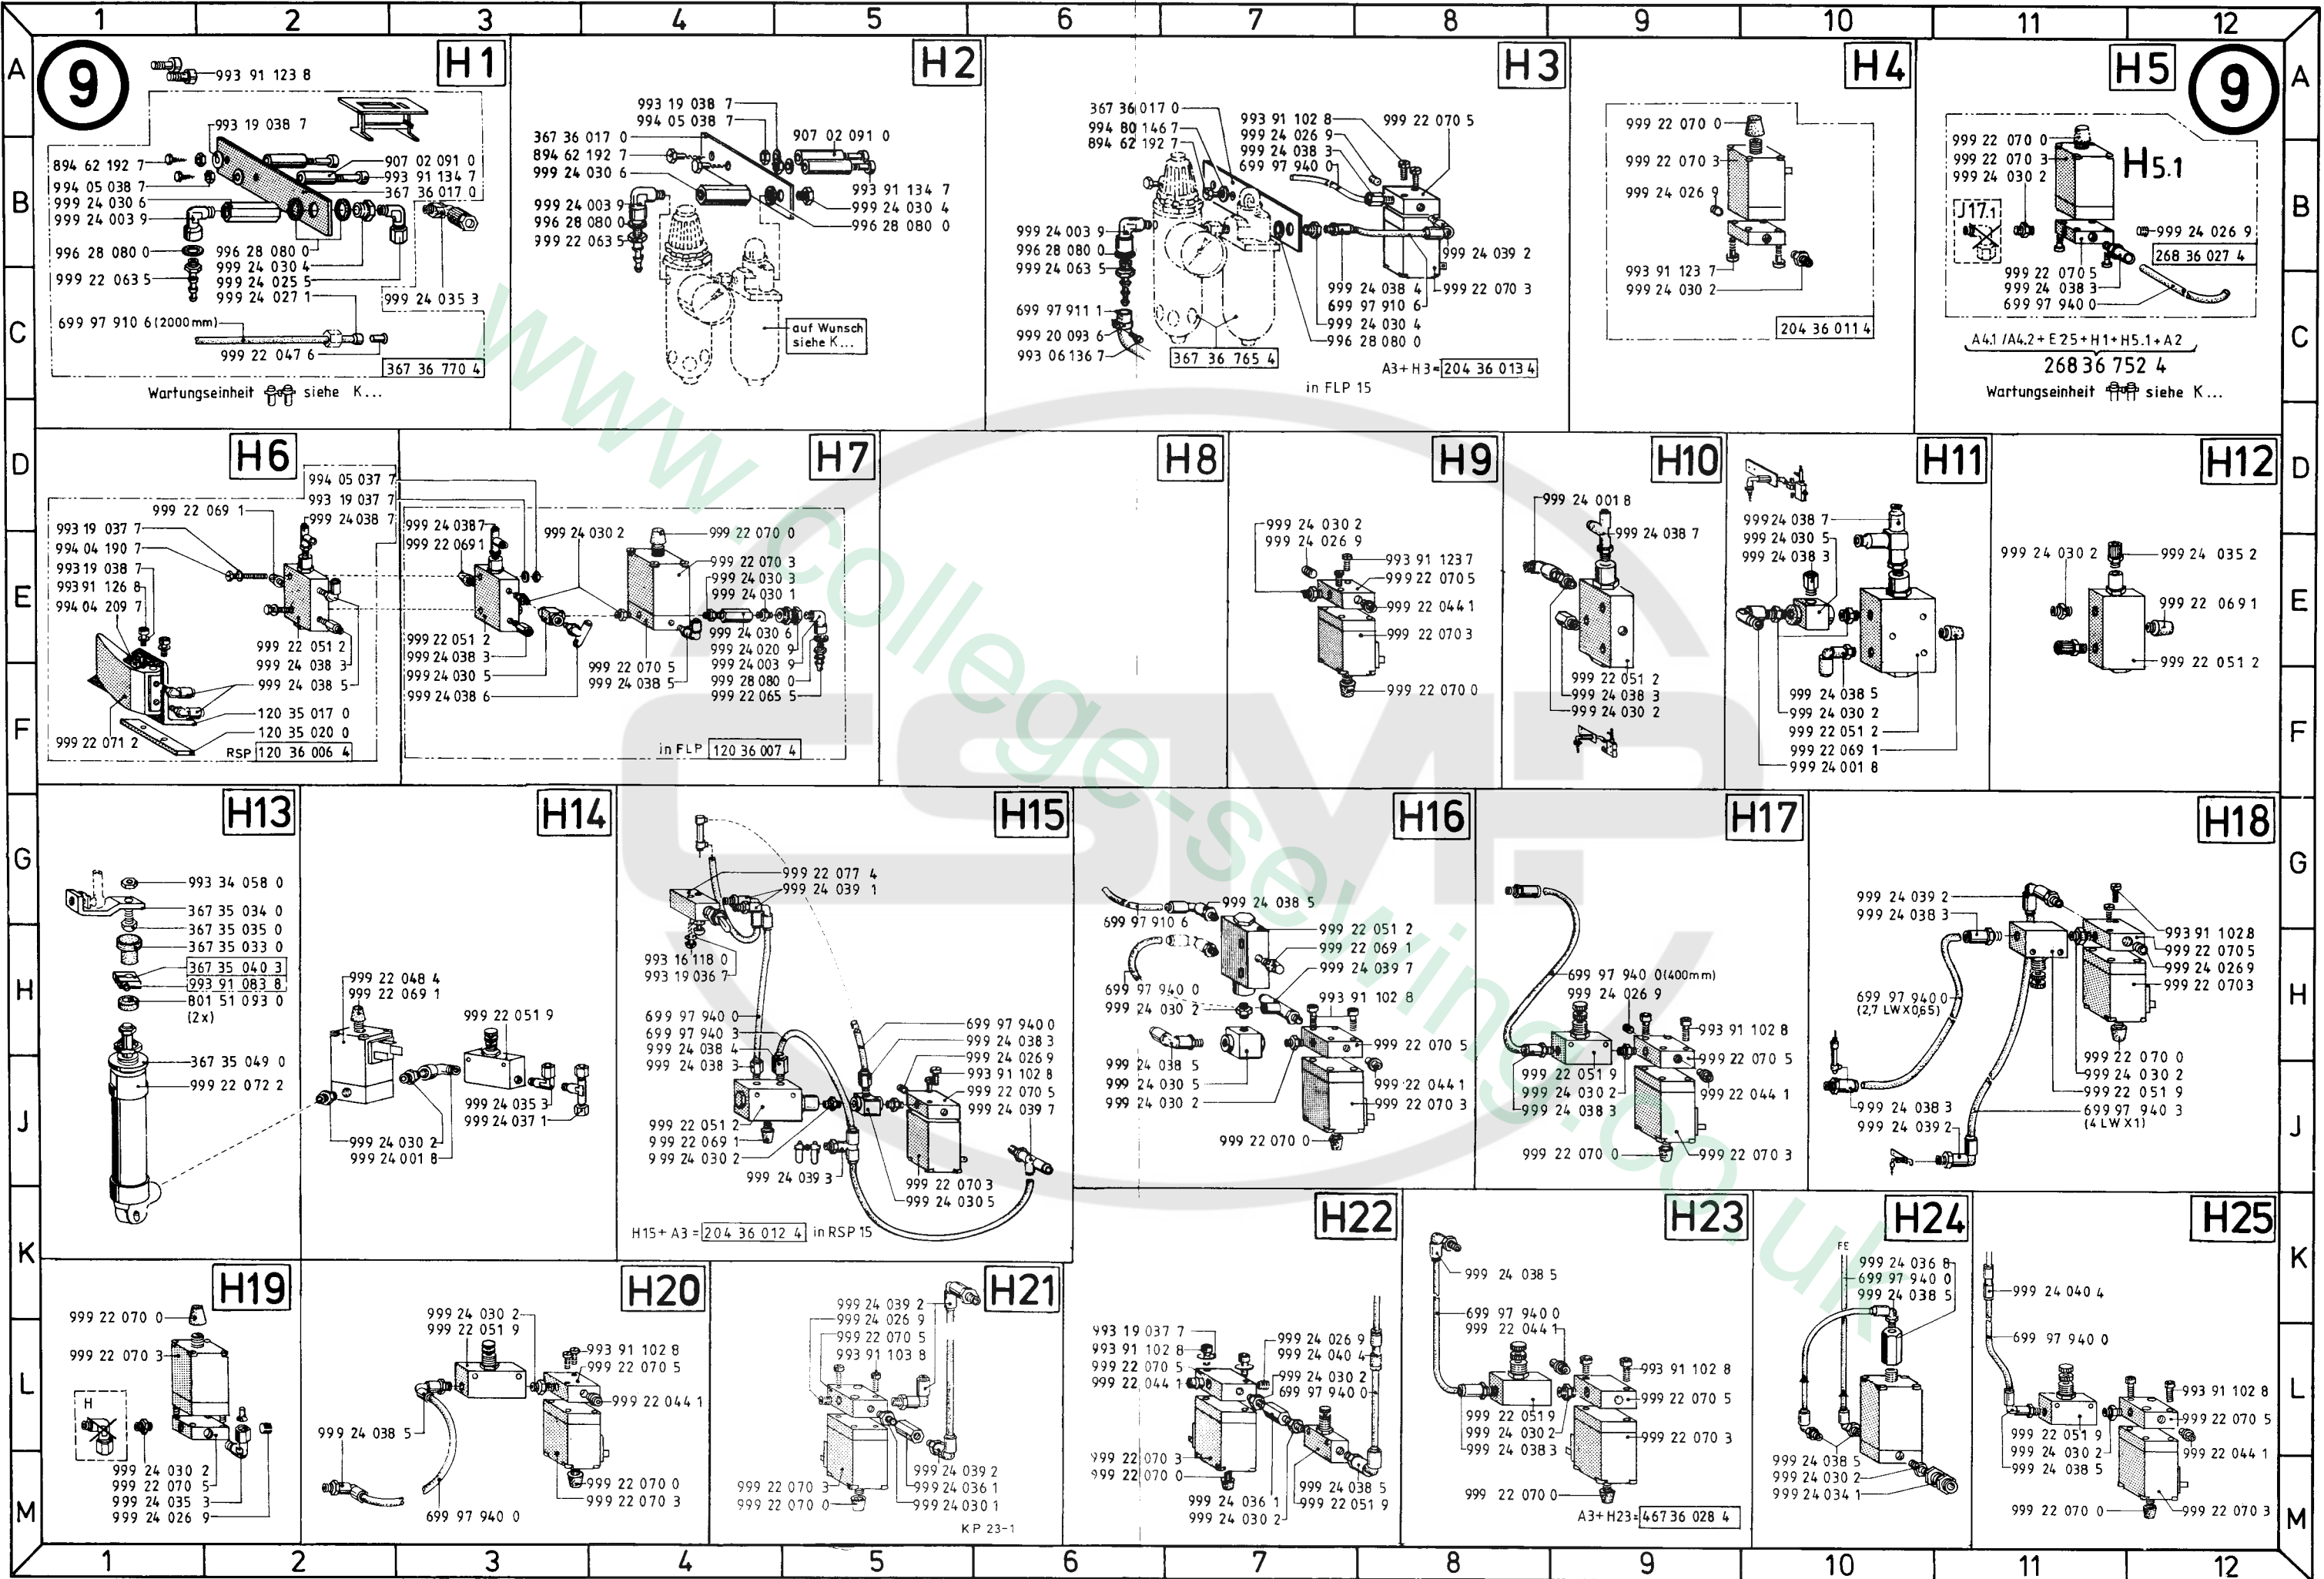 1 2 3 4 5 6 7 8 9 10 11 12
A B C D E F G H J K L M
9
H1
993 91 123 8
993 19 038 7
894 62 192 7
994 05 038 7
999 24 030 6
999 24 003 9
996 28 080 0
999 22 063 5
907 02 091 0
993 91 134 7
367 36 017 0
996 28 080 0
999 24 030 4
999 24 025 5
999 24 027 1
999 24 035 3
699 97 910 6 (2000mm)
999 22 047 6
367 36 770 4
Wartungseinheit siehe K...
H2
993 19 038 7
994 05 038 7
367 36 017 0
894 62 192 7
999 24 030 6
907 02 091 0
993 91 134 7
999 24 030 4
996 28 080 0
999 24 003 9
996 28 080 0
999 22 063 5
auf Wunsch
siehe K...
H3
367 36 017 0
994 80 146 7
894 62 192 7
993 91 102 8
999 24 026 9
999 24 038 3
699 97 940 0
999 22 070 5
999 24 003 9
996 28 080 0
999 24 063 5
699 97 911 1
999 20 093 6
993 06 136 7
999 24 039 2
999 24 038 4
999 22 070 3
699 97 910 6
999 24 030 4
996 28 080 0
367 36 765 4
A3+H3= 204 36 013 4
in FLP 15
H4
999 22 070 0
999 22 070 3
999 24 026 9
993 91 123 7
999 24 030 2
204 36 011 4
H5
9
999 22 070 0
999 22 070 3
999 24 030 2
H5.1
J17.1
999 24 026 9
268 36 027 4
999 22 070 5
999 24 038 3
699 97 940 0
A4.1 /A4.2 + E25 + H1 + H5.1 + A2
268 36 752 4
Wartungseinheit siehe K...
H6
994 05 037 7
993 19 037 7
999 22 069 1
999 24 038 7
993 19 037 7
994 04 190 7
993 19 038 7
993 91 126 8
994 04 209 7
999 22 051 2
999 24 038 3
999 24 038 5
120 35 017 0
120 35 020 0
999 22 071 2
RSP 120 36 006 4
H7
999 24 038 7
999 22 069 1
999 24 030 2
999 22 070 0
999 22 070 3
999 24 030 3
999 24 030 1
999 22 051 2
999 24 038 3
999 24 030 5
999 24 038 6
999 22 070 5
999 24 038 5
999 24 030 6
999 24 020 9
999 24 003 9
999 28 080 0
999 22 065 5
in FLP 120 36 007 4
H8
H9
999 24 030 2
999 24 026 9
993 91 123 7
999 22 070 5
999 22 044 1
999 22 070 3
999 22 070 0
H10
999 24 001 8
999 24 038 7
999 22 051 2
999 24 038 3
999 24 030 2
H11
999 24 038 7
999 24 030 5
999 24 038 3
999 24 038 5
999 24 030 2
999 22 051 2
999 22 069 1
999 24 001 8
H12
999 24 030 2
999 24 035 2
999 22 069 1
999 22 051 2
H13
993 34 058 0
367 35 034 0
367 35 035 0
367 35 033 0
367 35 040 3
993 91 083 8
801 51 093 0
(2x)
367 35 049 0
999 22 072 2
H14
999 22 048 4
999 22 069 1
999 22 051 9
999 24 035 3
999 24 037 1
999 24 030 2
999 24 001 8
H15
999 22 077 4
999 24 039 1
993 16 118 0
993 19 036 7
699 97 940 0
699 97 940 3
999 24 038 4
999 24 038 3
699 97 940 0
999 24 038 3
999 24 026 9
993 91 102 8
999 22 070 5
999 24 039 7
999 22 051 2
999 22 069 1
999 24 030 2
999 24 039 3
999 22 070 3
999 24 030 5
H15+ A3 = 204 36 012 4 in RSP 15
H16
999 24 038 5
699 97 910 6
999 22 051 2
999 22 069 1
999 24 039 7
699 97 940 0
999 24 030 2
993 91 102 8
999 24 038 5
999 24 030 5
999 24 030 2
999 22 070 5
999 22 044 1
999 22 070 3
999 22 070 0
H17
699 97 940 0 (400mm)
999 24 026 9
993 91 102 8
999 22 070 5
999 22 051 9
999 24 030 2
999 24 038 3
999 22 044 1
999 22 070 0
999 22 070 3
H18
999 24 039 2
999 24 038 3
993 91 102 8
999 22 070 5
999 24 026 9
999 22 070 3
699 97 940 0
(2,7 LW X 0,65)
999 22 070 0
999 24 030 2
999 22 051 9
699 97 940 3
(4 LW X1)
999 24 038 3
999 24 039 2
H19
999 22 070 0
999 22 070 3
H
999 24 030 2
999 22 070 5
999 24 035 3
999 24 026 9
H20
999 24 030 2
999 22 051 9
993 91 102 8
999 22 070 5
999 22 044 1
999 24 038 5
999 22 070 0
999 22 070 3
699 97 940 0
H21
999 24 039 2
999 24 026 9
999 22 070 5
993 91 103 8
999 22 070 3
999 22 070 0
999 24 039 2
999 24 036 1
999 24 030 1
KP 23-1
H22
993 19 037 7
993 91 102 8
999 22 070 5
999 22 044 1
999 24 026 9
999 24 040 4
999 24 030 2
699 97 940 0
999 22 070 3
999 22 070 0
999 24 036 1
999 24 030 2
999 24 038 5
999 22 051 9
H23
999 24 038 5
699 97 940 0
999 22 044 1
993 91 102 8
999 22 070 5
999 22 051 9
999 24 030 2
999 24 038 3
999 22 070 3
999 22 070 0
A3+H23= 467 36 028 4
H24
FE
999 24 036 8
699 97 940 0
999 24 038 5
999 24 038 5
999 24 030 2
999 24 034 1
H25
999 24 040 4
699 97 940 0
993 91 102 8
999 22 070 5
999 22 051 9
999 24 030 2
999 24 038 5
999 22 044 1
999 22 070 0
999 22 070 3
A B C D E F G H J K L M
1 2 3 4 5 6 7 8 9 10 11 12
CSMP
www.college-sewing.co.uk